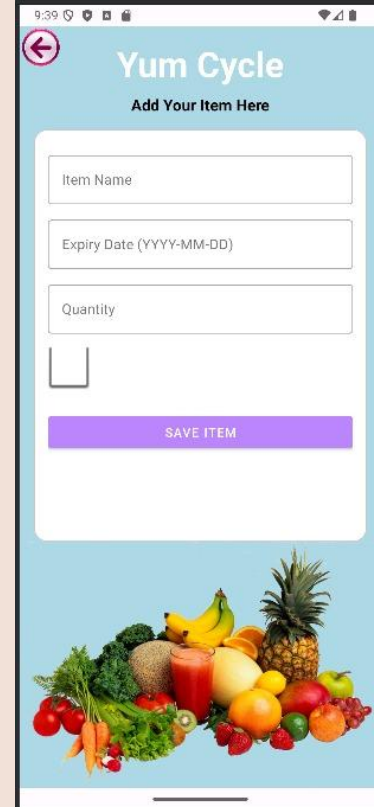 9:39
Yum Cycle
Add Your Item Here
Item Name
Expiry Date (YYYY-MM-DD)
Quantity
SAVE ITEM